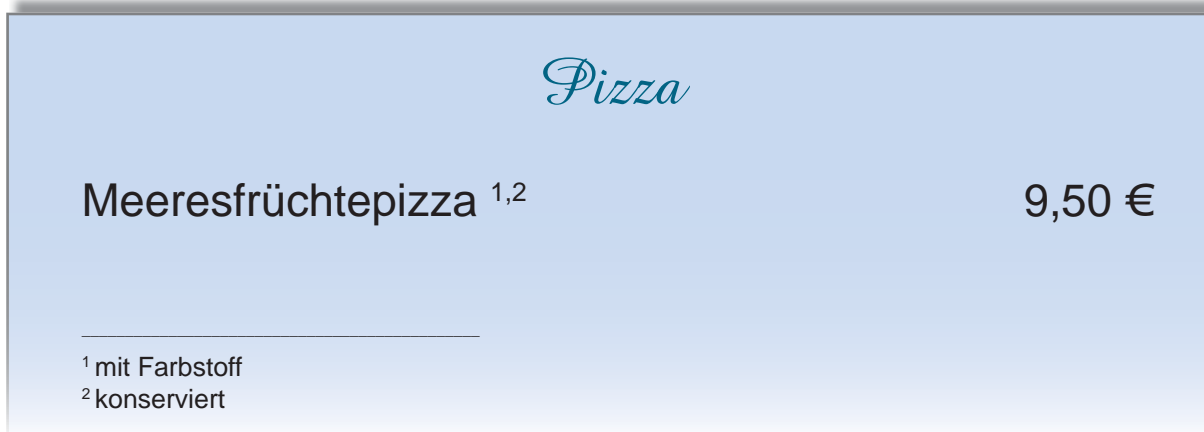 Pizza
Meeresfrüchtepizza 1,2 9,50 €
1 mit Farbstoff
2 konserviert